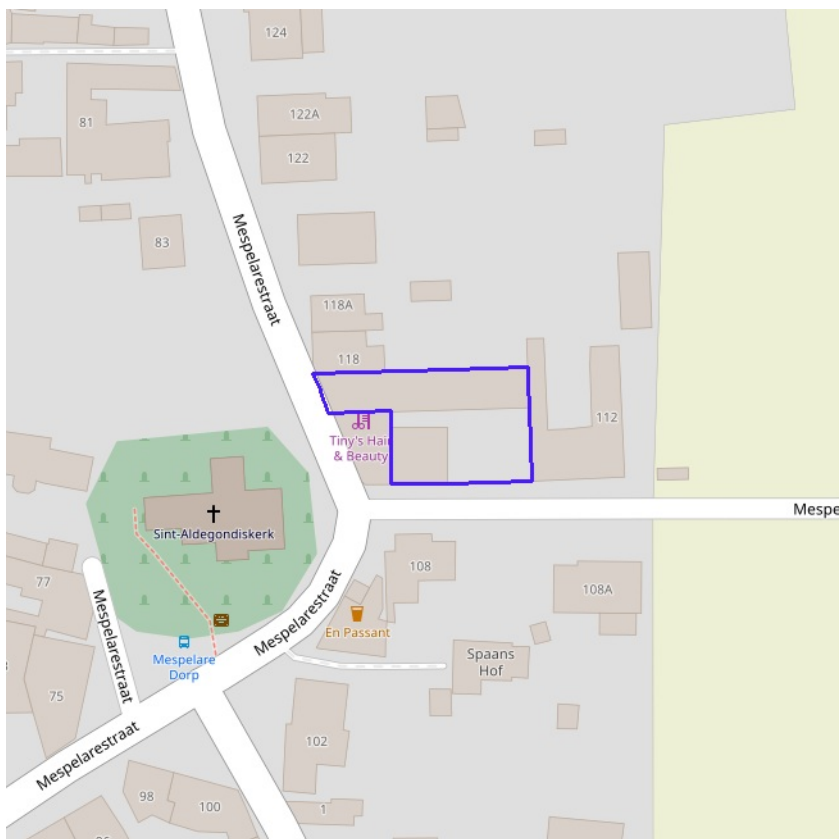 124
81
122A
122
83
Mespelarestraat
118A
118
112
Tiny's Hair
& Beauty
Sint-Aldegondiskerk
Mespe
108
108A
77
En Passant
Mespelarestraat
Mespelarestraat
Mespelare
Dorp
Spaans
Hof
75
102
Mespelarestraat
98
100
1